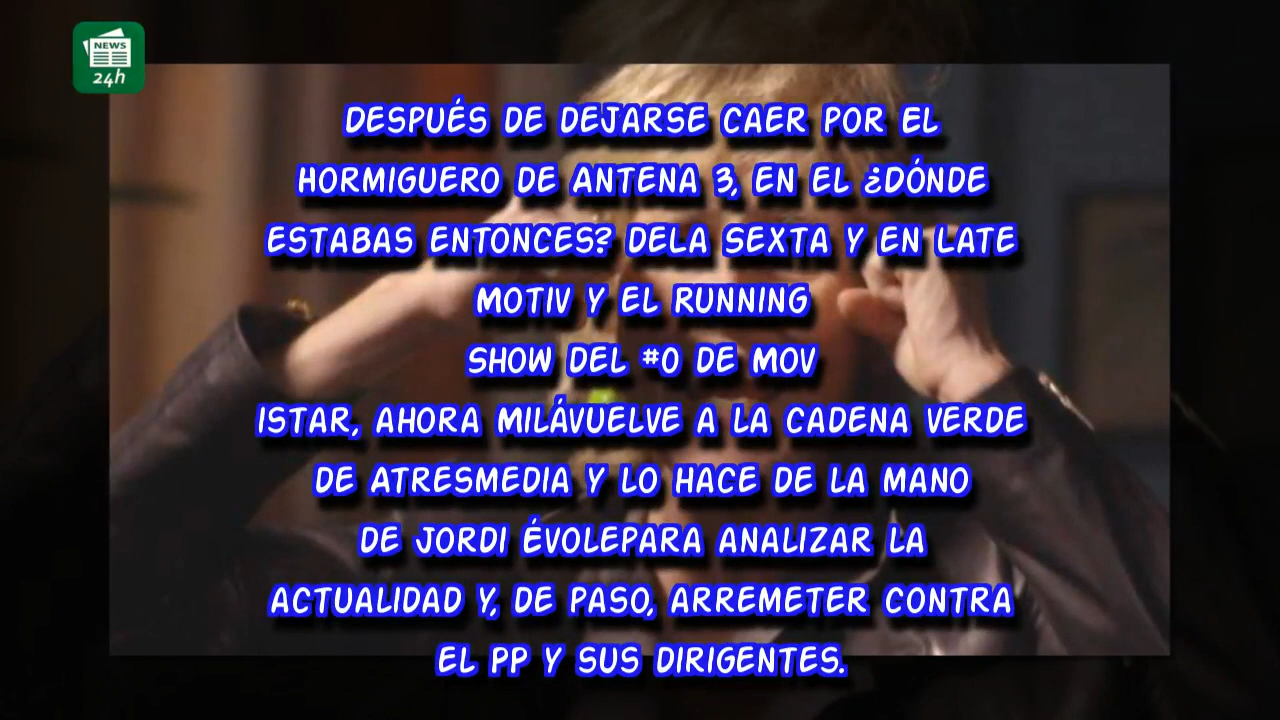 NEWS
24h
DESPUÉS DE DEJARSE CAER POR EL
HORMIGUERO DE ANTENA 3, EN EL ¿DÓNDE
ESTABAS ENTONCES? DELA SEXTA Y EN LATE
MOTIV Y EL RUNNING
SHOW DEL #0 DE MOV
ISTAR, AHORA MILÁVUELVE A LA CADENA VERDE
DE ATRESMEDIA Y LO HACE DE LA MANO
DE JORDI ÉVOLEPARA ANALIZAR LA
ACTUALIDAD Y, DE PASO, ARREMETER CONTRA
EL PP Y SUS DIRIGENTES.